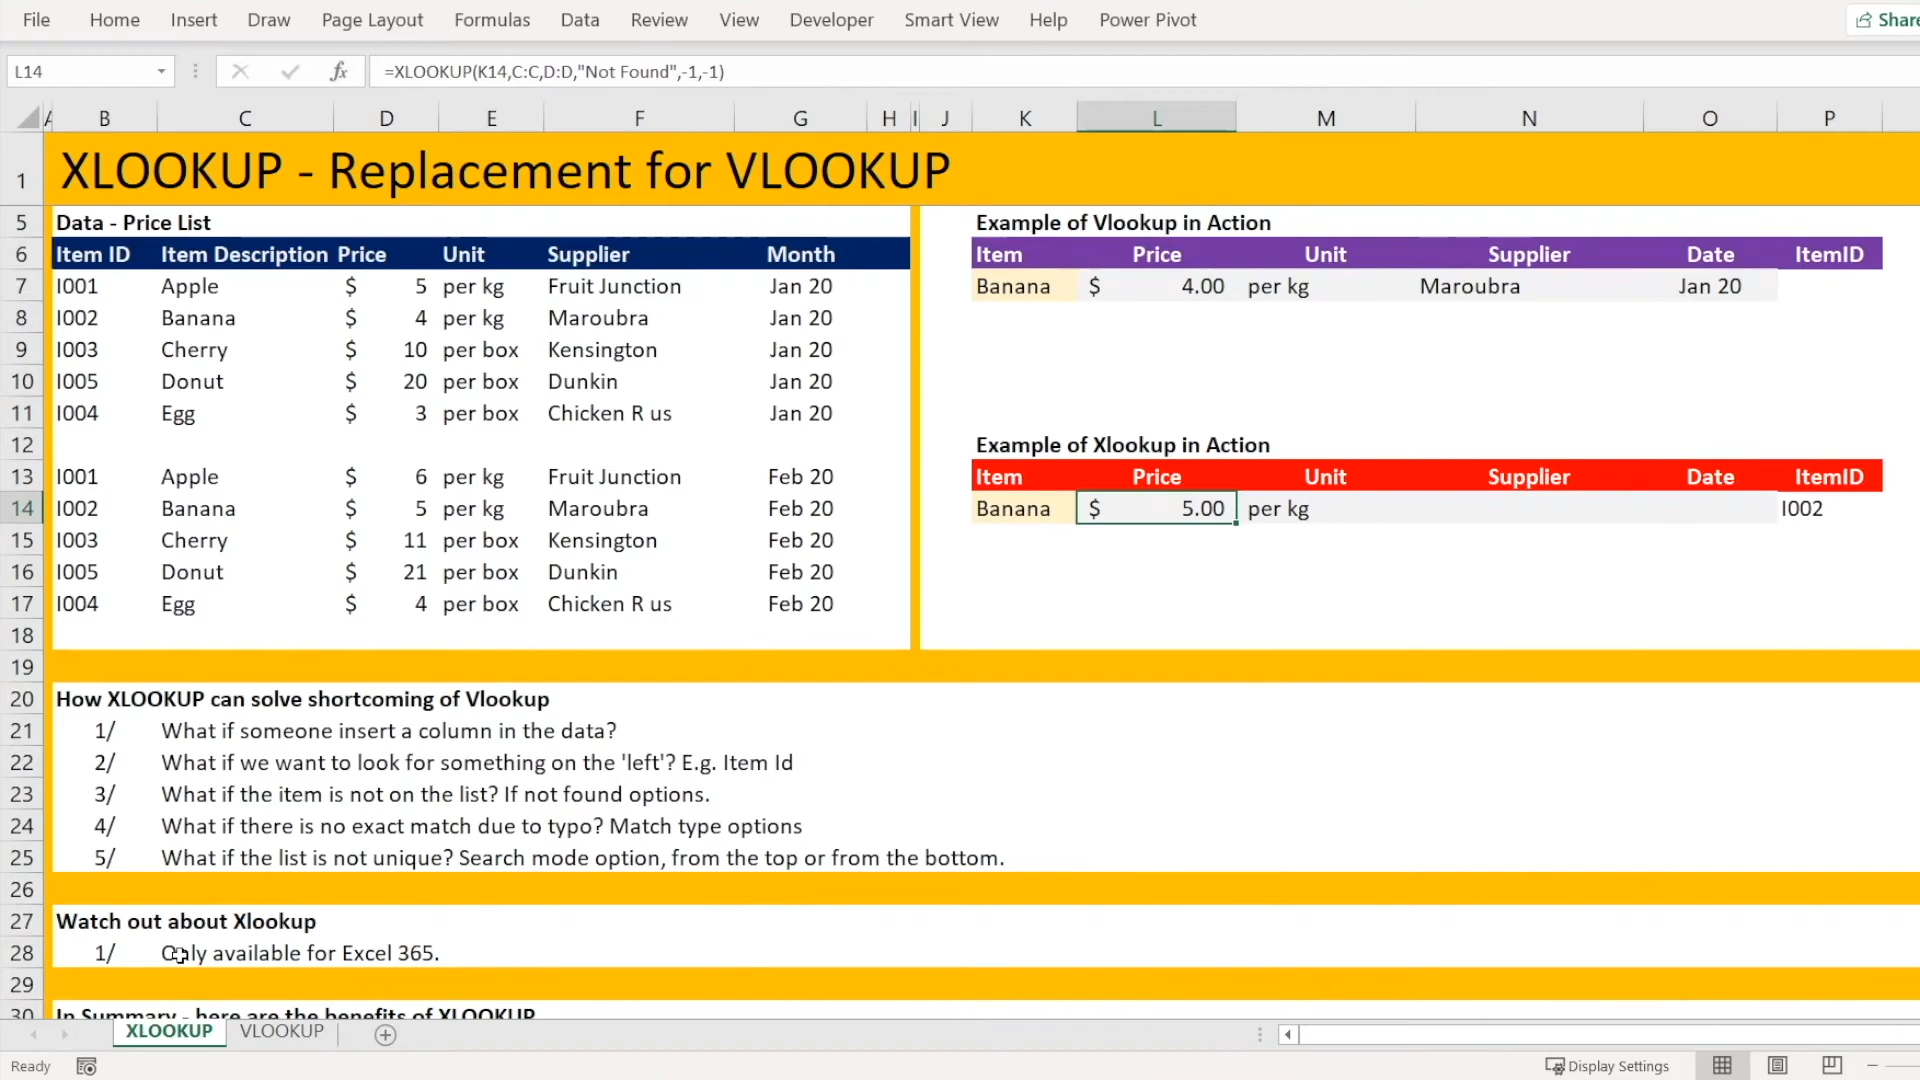 File Home Insert Draw Page Layout Formulas Data Review View Developer Smart View Help Power Pivot Share
L14 fx =XLOOKUP(K14,C:C,D:D,"Not Found",-1,-1)
A B C D E F G H I J K L M N O P
1 XLOOKUP - Replacement for VLOOKUP
5 Data - Price List Example of Vlookup in Action
6 Item ID Item Description Price Unit Supplier Month Item Price Unit Supplier Date ItemID
7 I001 Apple $ 5 per kg Fruit Junction Jan 20 Banana $ 4.00 per kg Maroubra Jan 20
8 I002 Banana $ 4 per kg Maroubra Jan 20
9 I003 Cherry $ 10 per box Kensington Jan 20
10 I005 Donut $ 20 per box Dunkin Jan 20
11 I004 Egg $ 3 per box Chicken R us Jan 20
12 Example of Xlookup in Action
13 I001 Apple $ 6 per kg Fruit Junction Feb 20 Item Price Unit Supplier Date ItemID
14 I002 Banana $ 5 per kg Maroubra Feb 20 Banana $ 5.00 per kg I002
15 I003 Cherry $ 11 per box Kensington Feb 20
16 I005 Donut $ 21 per box Dunkin Feb 20
17 I004 Egg $ 4 per box Chicken R us Feb 20
18
19
20 How XLOOKUP can solve shortcoming of Vlookup
21 1/ What if someone insert a column in the data?
22 2/ What if we want to look for something on the 'left'? E.g. Item Id
23 3/ What if the item is not on the list? If not found options.
24 4/ What if there is no exact match due to typo? Match type options
25 5/ What if the list is not unique? Search mode option, from the top or from the bottom.
26
27 Watch out about Xlookup
28 1/ Only available for Excel 365.
29
30 In Summary - here are the benefits of XLOOKUP
XLOOKUP VLOOKUP
Ready Display Settings